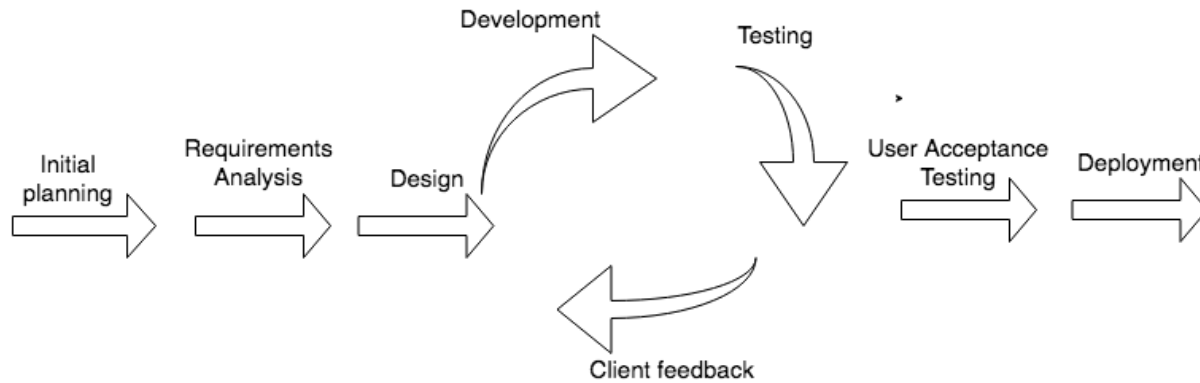 Development
Testing
Initial
planning
Requirements
Analysis
Design
User Acceptance
Testing
Deployment
Client feedback